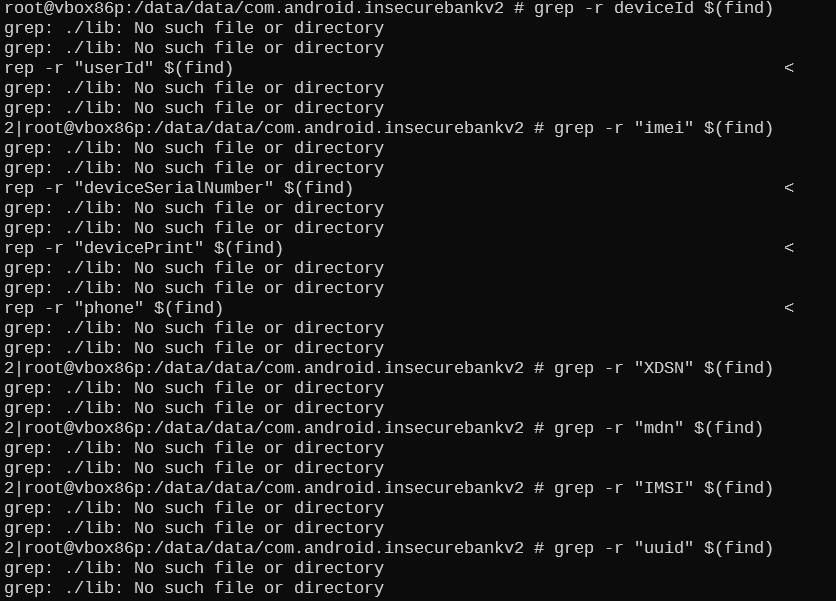 root@vbox86p:/data/data/com.android.insecurebankv2 # grep -r deviceId $(find)
grep: ./lib: No such file or directory
grep: ./lib: No such file or directory
rep -r "userId" $(find) <
grep: ./lib: No such file or directory
grep: ./lib: No such file or directory
2|root@vbox86p:/data/data/com.android.insecurebankv2 # grep -r "imei" $(find)
grep: ./lib: No such file or directory
grep: ./lib: No such file or directory
rep -r "deviceSerialNumber" $(find) <
grep: ./lib: No such file or directory
grep: ./lib: No such file or directory
rep -r "devicePrint" $(find) <
grep: ./lib: No such file or directory
grep: ./lib: No such file or directory
rep -r "phone" $(find) <
grep: ./lib: No such file or directory
grep: ./lib: No such file or directory
2|root@vbox86p:/data/data/com.android.insecurebankv2 # grep -r "XDSN" $(find)
grep: ./lib: No such file or directory
grep: ./lib: No such file or directory
2|root@vbox86p:/data/data/com.android.insecurebankv2 # grep -r "mdn" $(find)
grep: ./lib: No such file or directory
grep: ./lib: No such file or directory
2|root@vbox86p:/data/data/com.android.insecurebankv2 # grep -r "IMSI" $(find)
grep: ./lib: No such file or directory
grep: ./lib: No such file or directory
2|root@vbox86p:/data/data/com.android.insecurebankv2 # grep -r "uuid" $(find)
grep: ./lib: No such file or directory
grep: ./lib: No such file or directory